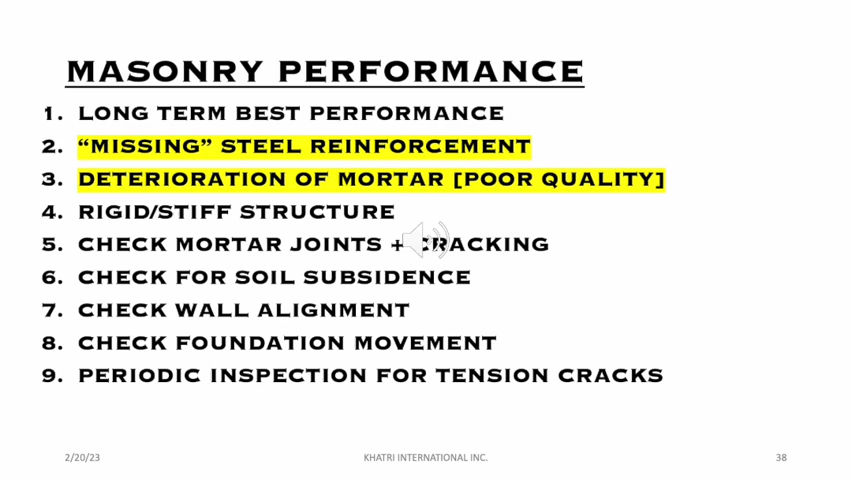 MASONRY PERFORMANCE
1. LONG TERM BEST PERFORMANCE
2. “MISSING” STEEL REINFORCEMENT
3. DETERIORATION OF MORTAR [POOR QUALITY]
4. RIGID/STIFF STRUCTURE
5. CHECK MORTAR JOINTS + CRACKING
6. CHECK FOR SOIL SUBSIDENCE
7. CHECK WALL ALIGNMENT
8. CHECK FOUNDATION MOVEMENT
9. PERIODIC INSPECTION FOR TENSION CRACKS
2/20/23 KHATRI INTERNATIONAL INC. 38